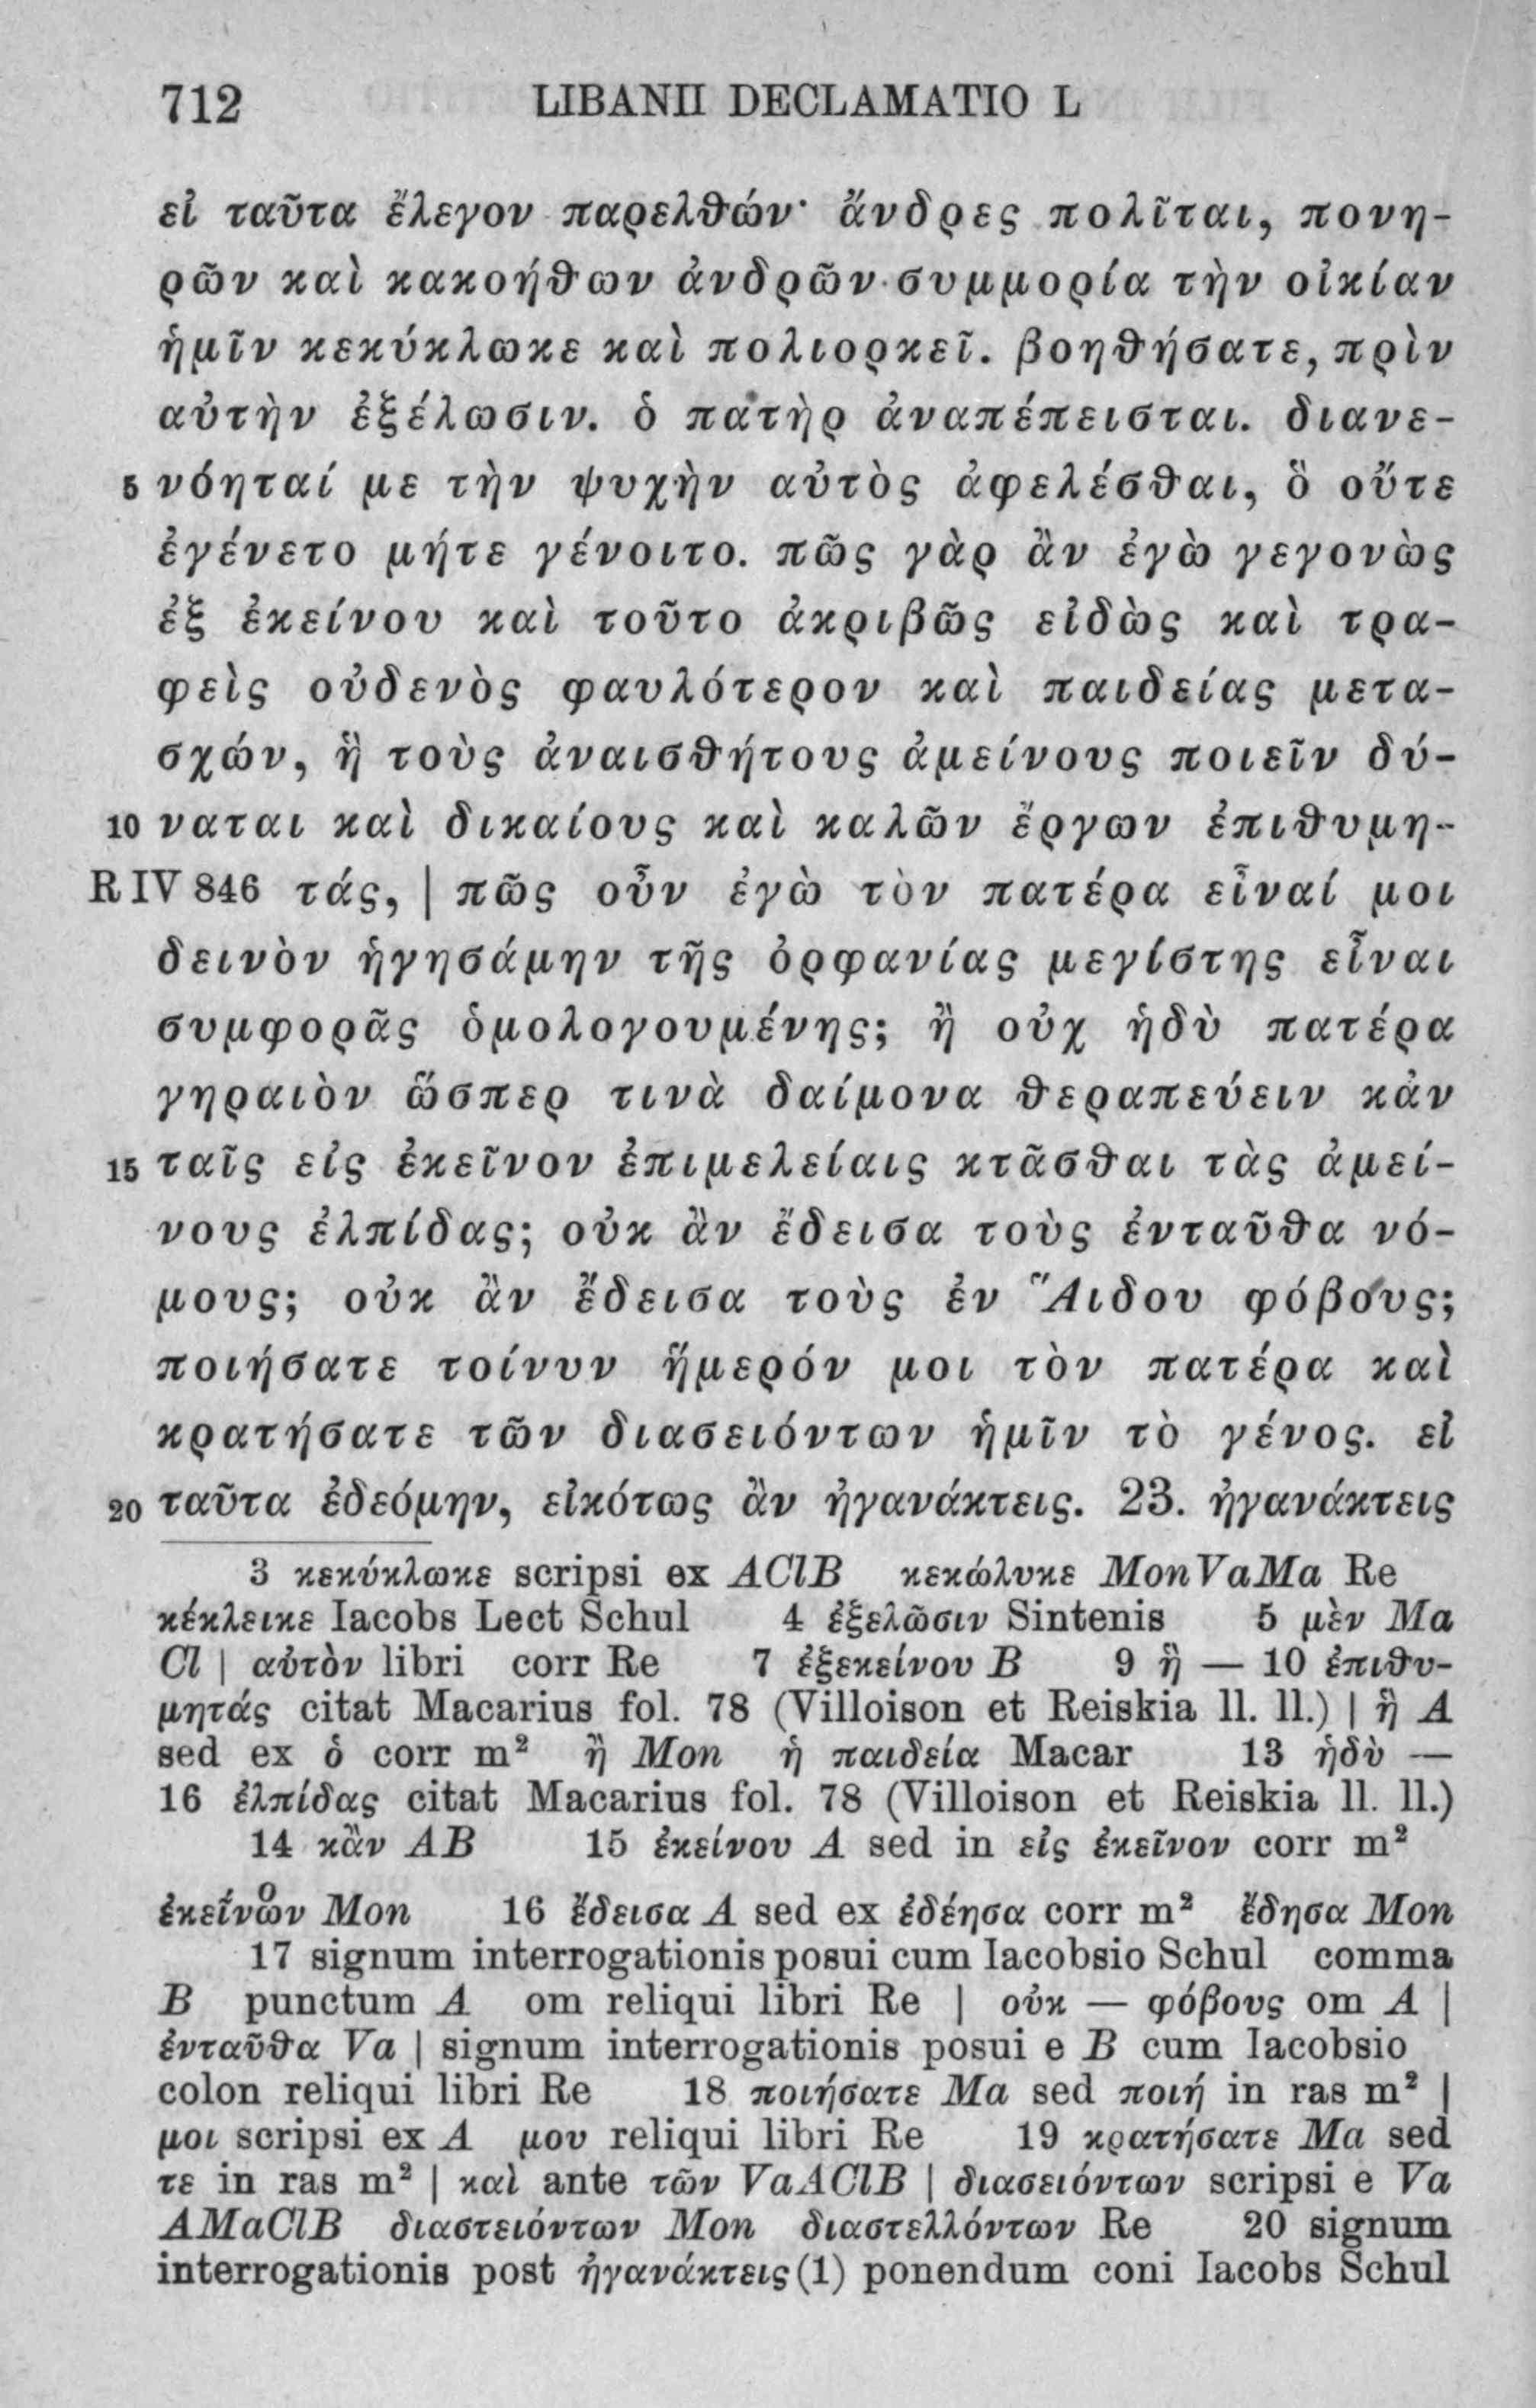 712 LIBANII DECLAMATIO L
εἰ ταῦτα ἔλεγον παρελθών· ἄνδρες πολῖται, πονη-
ρῶν καὶ κακοήθων ἀνδρῶν συμμορία τὴν οἰκίαν
ἡμῖν κεκύκλωκε καὶ πολιορκεῖ. βοηθήσατε, πρὶν
αὐτὴν ἐξέλωσιν. ὁ πατὴρ ἀναπέπεισται. διανε-
5 νόηταί με τὴν ψυχὴν αὐτὸς ἀφελέσθαι, ὃ οὔτε
ἐγένετο μήτε γένοιτο. πῶς γὰρ ἂν ἐγὼ γεγονὼς
ἐξ ἐκείνου καὶ τοῦτο ἀκριβῶς εἰδὼς καὶ τρα-
φεὶς οὐδενὸς φαυλότερον καὶ παιδείας μετα-
σχών, ἣ τοὺς ἀναισθήτους ἀμείνους ποιεῖν δύ-
10 ναται καὶ δικαίους καὶ καλῶν ἔργων ἐπιθυμη-
R IV 846 τάς, | πῶς οὖν ἐγὼ τὸν πατέρα εἶναί μοι
δεινὸν ἡγησάμην τῆς ὀρφανίας μεγίστης εἶναι
συμφορᾶς ὁμολογουμένης; ἢ οὐχ ἡδὺ πατέρα
γηραιὸν ὥσπερ τινὰ δαίμονα θεραπεύειν κἀν
15 ταῖς εἰς ἐκεῖνον ἐπιμελείαις κτᾶσθαι τὰς ἀμεί-
νους ἐλπίδας; οὐκ ἂν ἔδεισα τοὺς ἐνταῦθα νό-
μους; οὐκ ἂν ἔδεισα τοὺς ἐν Ἅιδου φόβους;
ποιήσατε τοίνυν ἥμερόν μοι τὸν πατέρα καὶ
κρατήσατε τῶν διασειόντων ἡμῖν τὸ γένος. εἰ
20 ταῦτα ἐδεόμην, εἰκότως ἂν ἠγανάκτεις. 23. ἠγανάκτεις
3 κεκύκλωκε scripsi ex AClB κεκώλυκε MonVaMa Re
κέκλεικε Iacobs Lect Schul 4 ἐξελῶσιν Sintenis 5 μὲν Ma
Cl | αὐτὸν libri corr Re 7 ἐξεκείνου B 9 ἣ — 10 ἐπιθυ-
μητάς citat Macarius fol. 78 (Villoison et Reiskia ll. ll.) | ἣ A
sed ex ὁ corr m² ἢ Mon ἡ παιδεία Macar 13 ἡδὺ —
16 ἐλπίδας citat Macarius fol. 78 (Villoison et Reiskia ll. ll.)
14 κἂν AB 15 ἐκείνου A sed in εἰς ἐκεῖνον corr m²
Mon 16 ἔδεισα A sed ex ἐδέησα corr m² ἔδησα Mon
17 signum interrogationis posui cum Iacobsio Schul comma
B punctum A om reliqui libri Re | οὐκ — φόβους om A |
ἐνταῦθα Va | signum interrogationis posui e B cum Iacobsio
colon reliqui libri Re 18 ποιήσατε Ma sed ποιή in ras m² |
μοι scripsi ex A μου reliqui libri Re 19 κρατήσατε Ma sed
τε in ras m² | καὶ ante τῶν VaAClB | διασειόντων scripsi e Va
AMaClB διαστειόντων Mon διαστελλόντων Re 20 signum
interrogationis post ἠγανάκτεις(1) ponendum coni Iacobs Schul